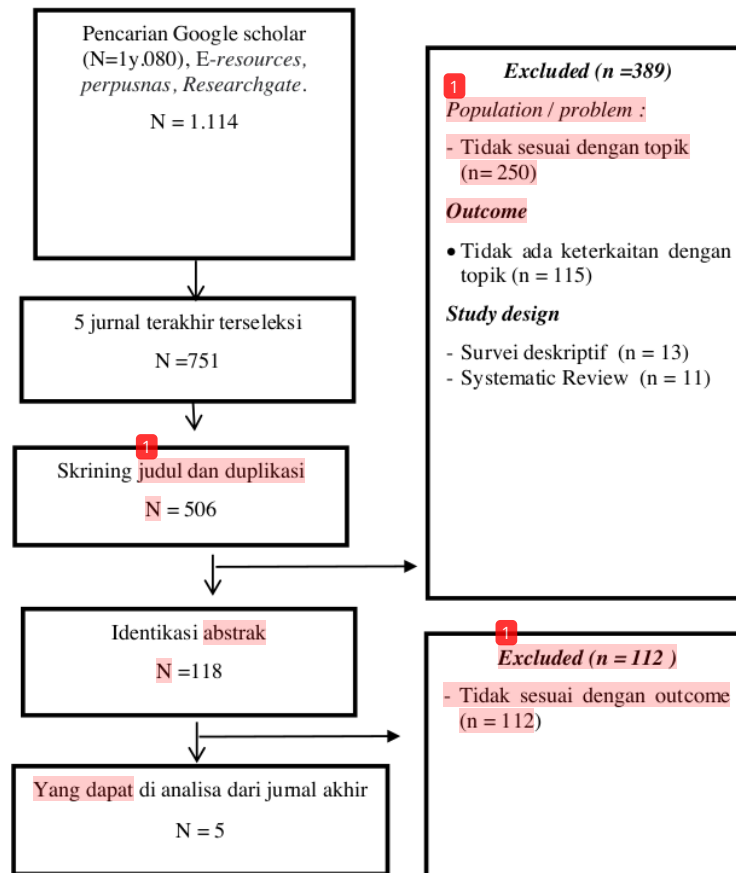 Pencarian Google scholar
(N=1y.080), E-resources,
perpusnas, Researchgate.
N = 1.114
5 jurnal terakhir terseleksi
N =751
1
Skrining judul dan duplikasi
N = 506
Excluded (n =389)
1
Population / problem :
- Tidak sesuai dengan topik
(n= 250)
Outcome
• Tidak ada keterkaitan dengan
topik (n = 115)
Study design
- Survei deskriptif (n = 13)
- Systematic Review (n = 11)
Identikasi abstrak
N =118
1
Excluded (n = 112 )
- Tidak sesuai dengan outcome
(n = 112)
Yang dapat di analisa dari jurnal akhir
N = 5